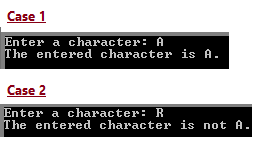 Case 1
Enter a character: A
The entered character is A.
Case 2
Enter a character: R
The entered character is not A.